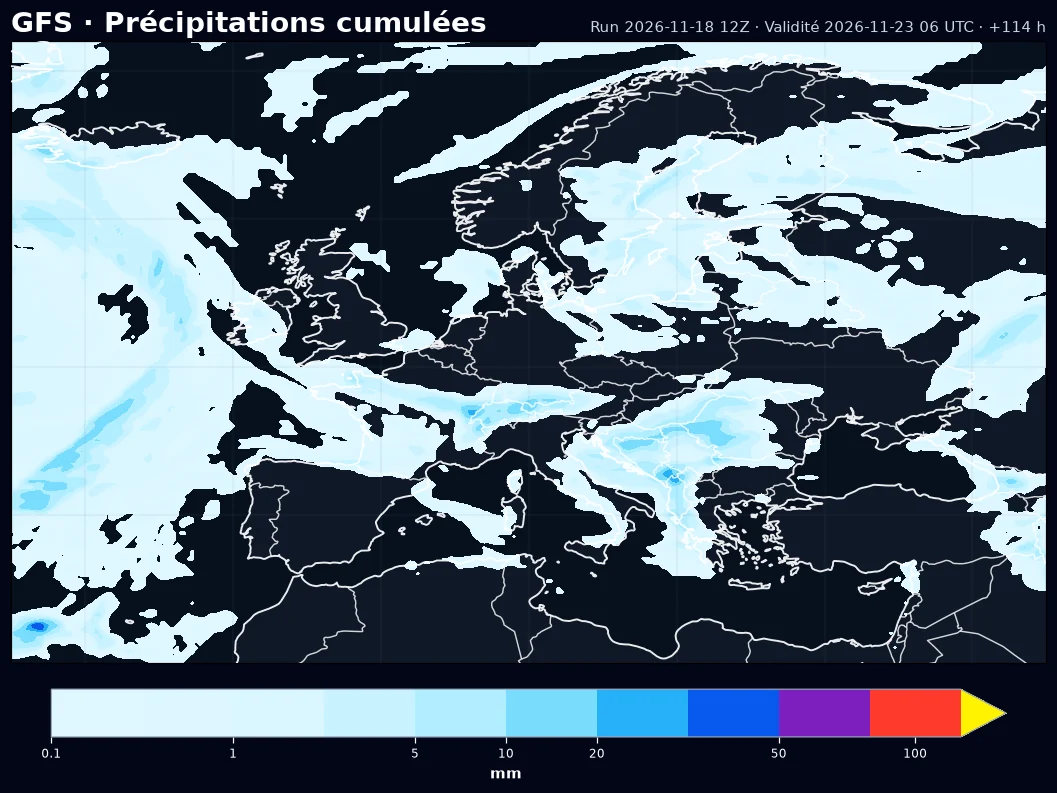 GFS · Précipitations cumulées
Run 2026-11-18 12Z · Validité 2026-11-23 06 UTC · +114 h
0.1 1 5 10 20 50 100
mm